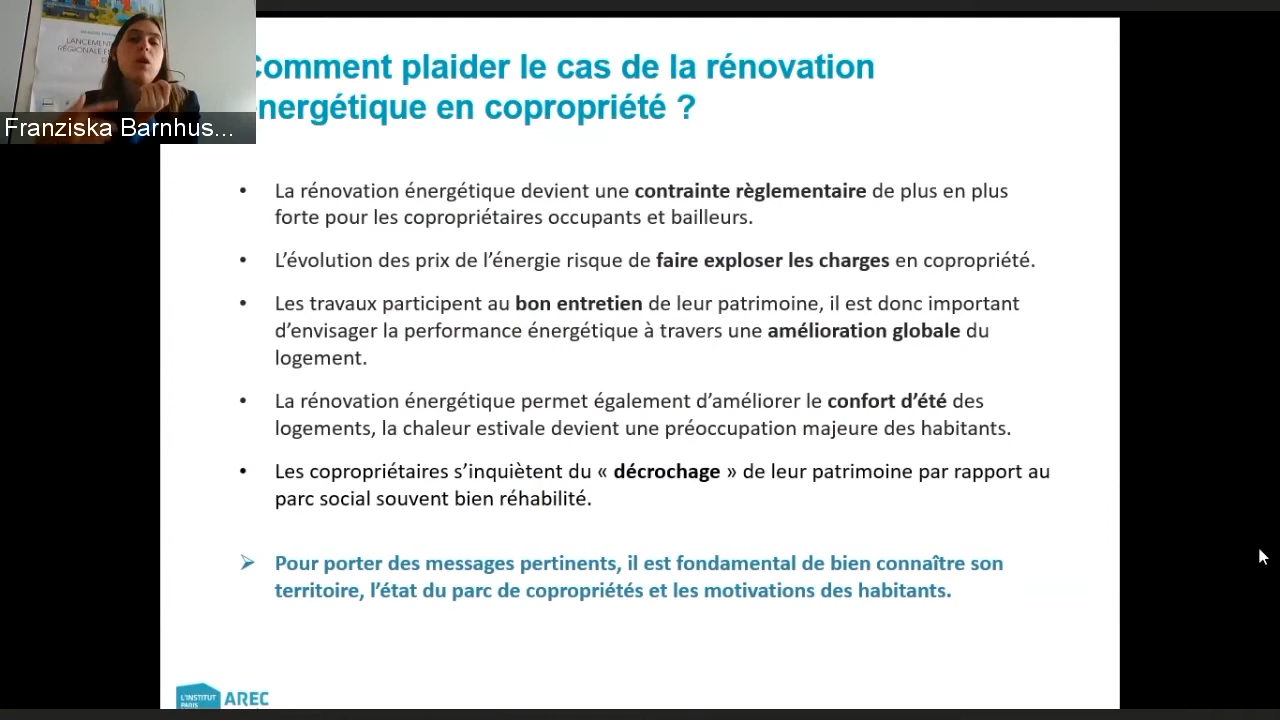 LANCEMENT
Franziska Barnhus...
Comment plaider le cas de la rénovation
énergétique en copropriété ?
• La rénovation énergétique devient une contrainte règlementaire de plus en plus
forte pour les copropriétaires occupants et bailleurs.
• L’évolution des prix de l’énergie risque de faire exploser les charges en copropriété.
• Les travaux participent au bon entretien de leur patrimoine, il est donc important
d’envisager la performance énergétique à travers une amélioration globale du
logement.
• La rénovation énergétique permet également d’améliorer le confort d’été des
logements, la chaleur estivale devient une préoccupation majeure des habitants.
• Les copropriétaires s’inquiètent du « décrochage » de leur patrimoine par rapport au
parc social souvent bien réhabilité.
➢ Pour porter des messages pertinents, il est fondamental de bien connaître son
territoire, l’état du parc de copropriétés et les motivations des habitants.
L’INSTITUT
PARIS
AREC